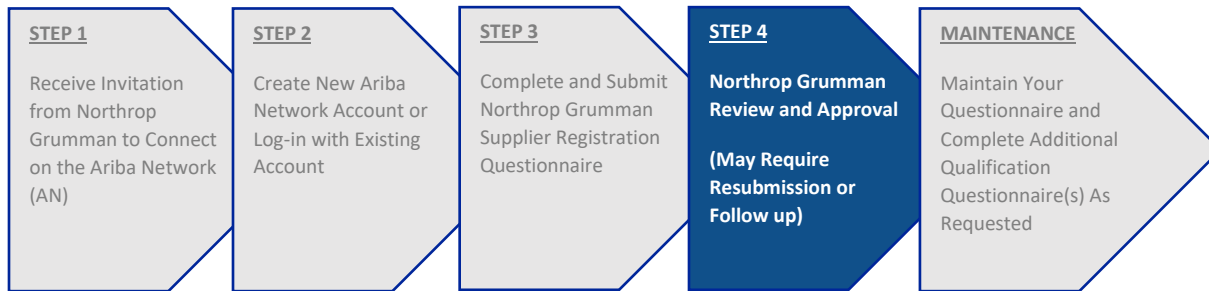 STEP 1
Receive Invitation
from Northrop
Grumman to Connect
on the Ariba Network
(AN)
STEP 2
Create New Ariba
Network Account or
Log-in with Existing
Account
STEP 3
Complete and Submit
Northrop Grumman
Supplier Registration
Questionnaire
STEP 4
Northrop Grumman
Review and Approval
(May Require
Resubmission or
Follow up)
MAINTENANCE
Maintain Your
Questionnaire and
Complete Additional
Qualification
Questionnaire(s) As
Requested